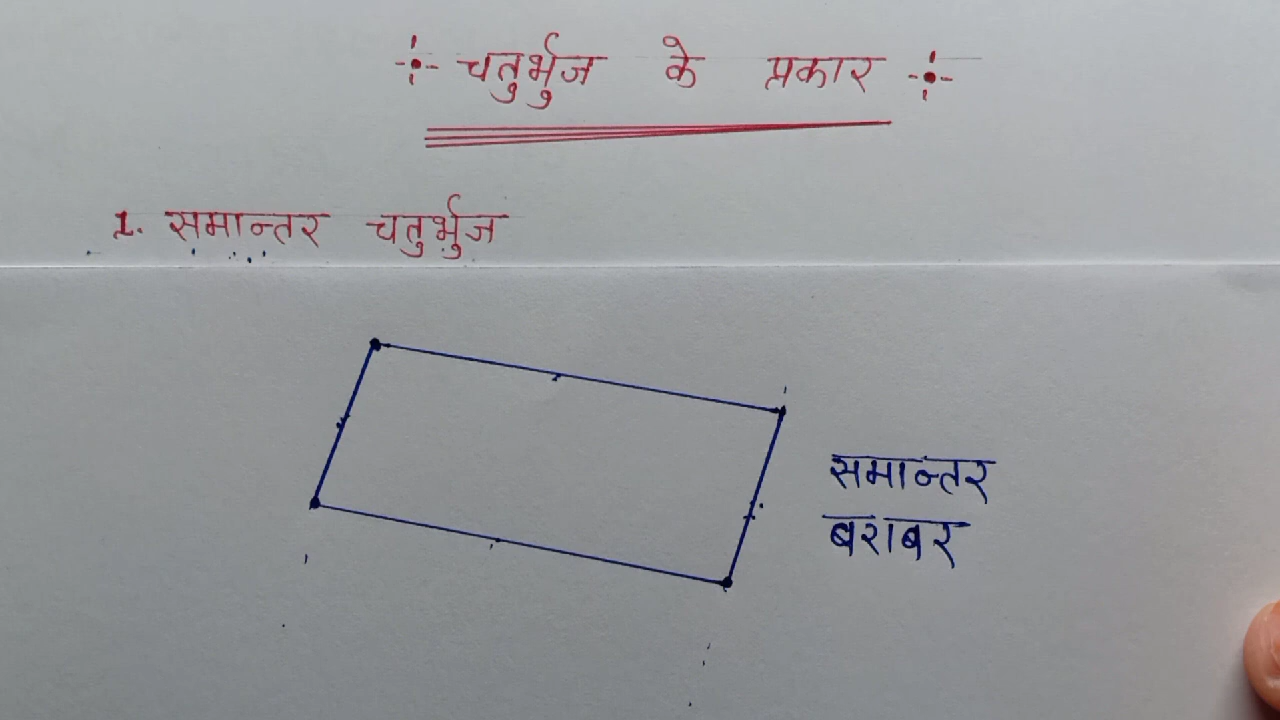 चतुर्भुज के प्रकार
1. समान्तर चतुर्भुज
समान्तर
बराबर